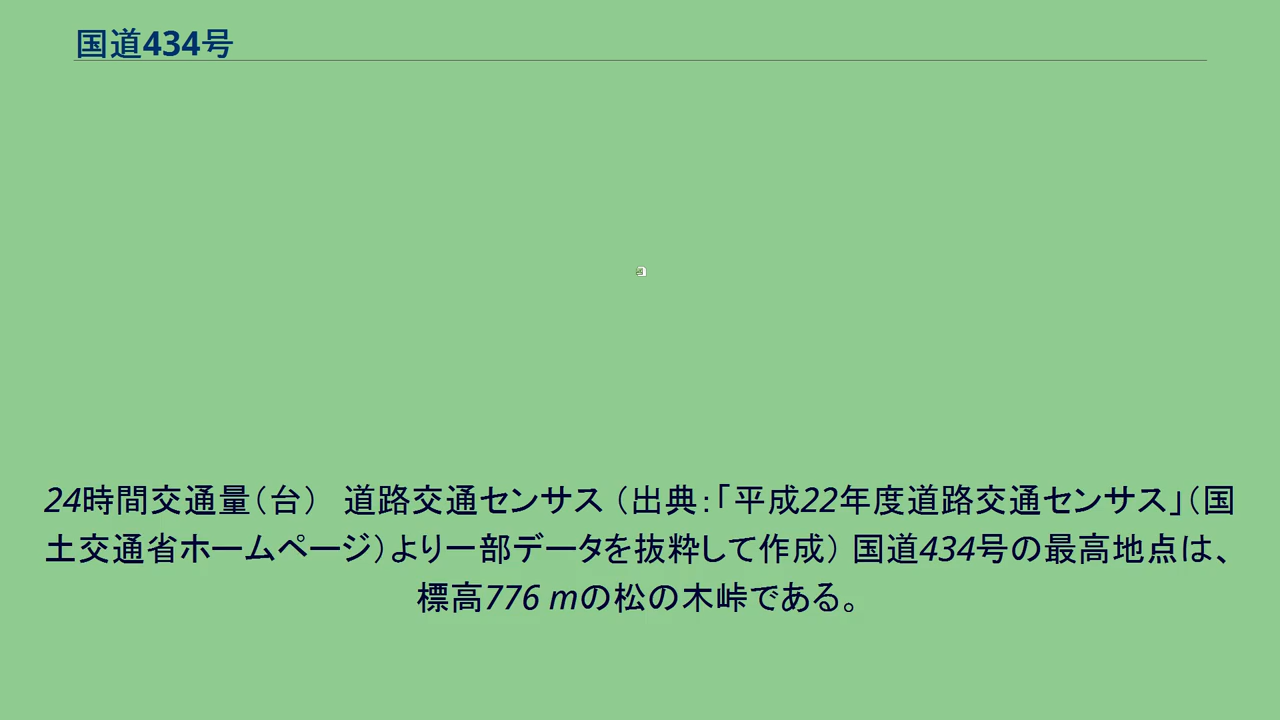 国道434号
24時間交通量（台）　道路交通センサス（出典：「平成22年度道路交通センサス」（国
土交通省ホームページ）より一部データを抜粋して作成） 国道434号の最高地点は、
標高776 mの松の木峠である。